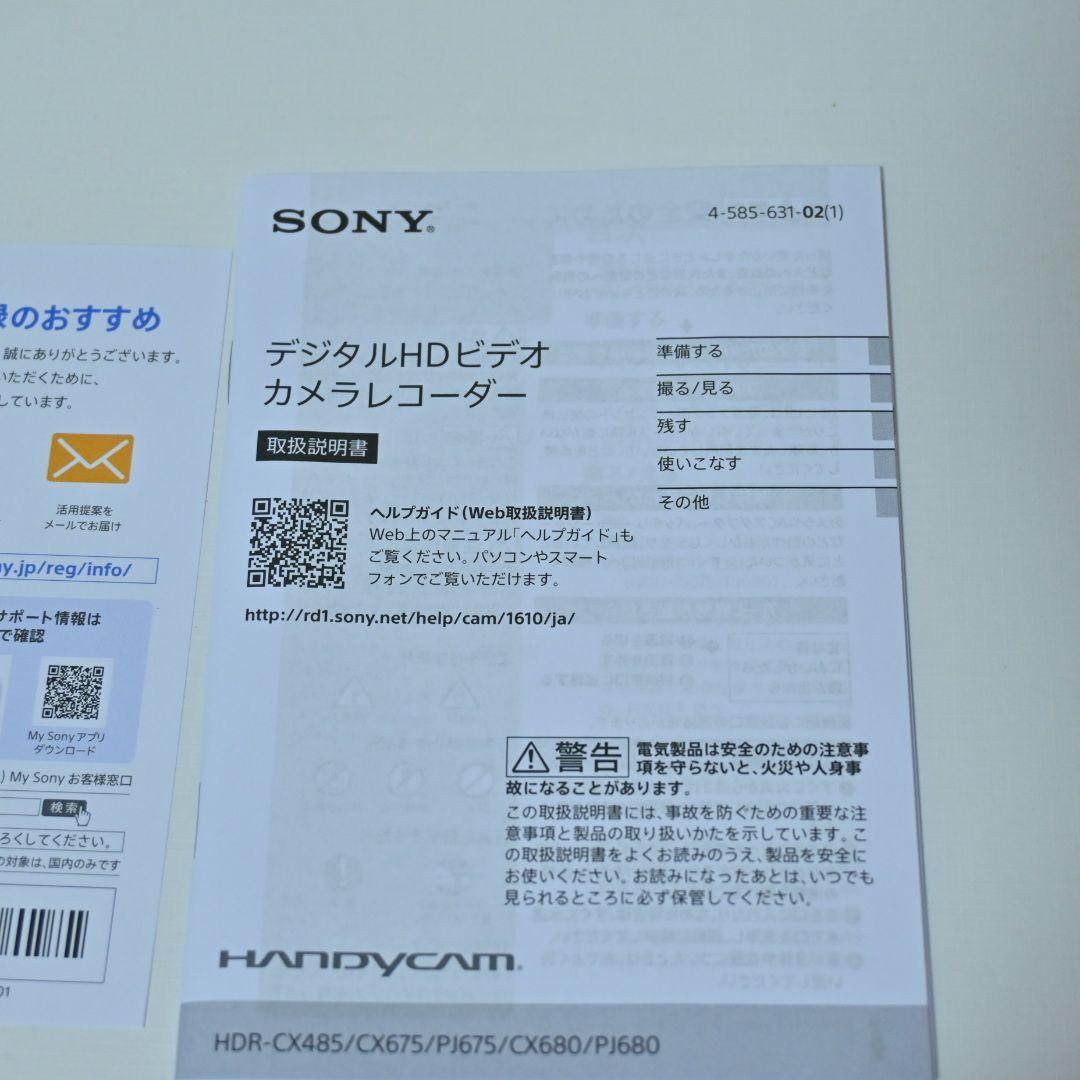 録のおすすめ
誠にありがとうございます。
いただくために、
しています。
活用提案を
メールでお届け
ny.jp/reg/info/
サポート情報は
で確認
My Sonyアプリ
ダウンロード
) My Sony お客様窓口
検索
ろくしてください。
の対象は、国内のみです
01
SONY®
4-585-631-02(1)
デジタルHDビデオ
カメラレコーダー
取扱説明書
準備する
撮る/見る
残す
使いこなす
その他
ヘルプガイド(Web取扱説明書)
Web上のマニュアル「ヘルプガイド」も
ご覧ください。パソコンやスマート
フォンでご覧いただけます。
http://rd1.sony.net/help/cam/1610/ja/
警告
電気製品は安全のための注意事
項を守らないと、火災や人身事
故になることがあります。
この取扱説明書には、事故を防ぐための重要な注
意事項と製品の取り扱いかたを示しています。こ
の取扱説明書をよくお読みのうえ、製品を安全に
お使いください。お読みになったあとは、いつでも
見られるところに必ず保管してください。
HANDYCAM®
HDR-CX485/CX675/PJ675/CX680/PJ680